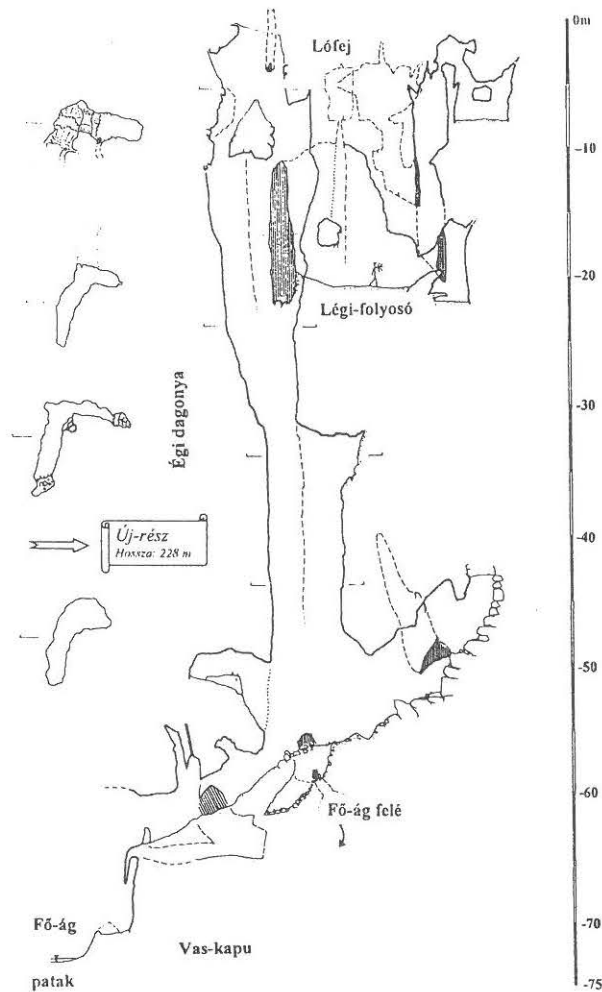 0m
Lófej
-10
-20
Légi-folyosó
-30
Égi dagonya
-40
Új-rész
Hossza: 228 m
-50
-60
Fő-ág felé
-70
Fő-ág
Vas-kapu
patak
-75